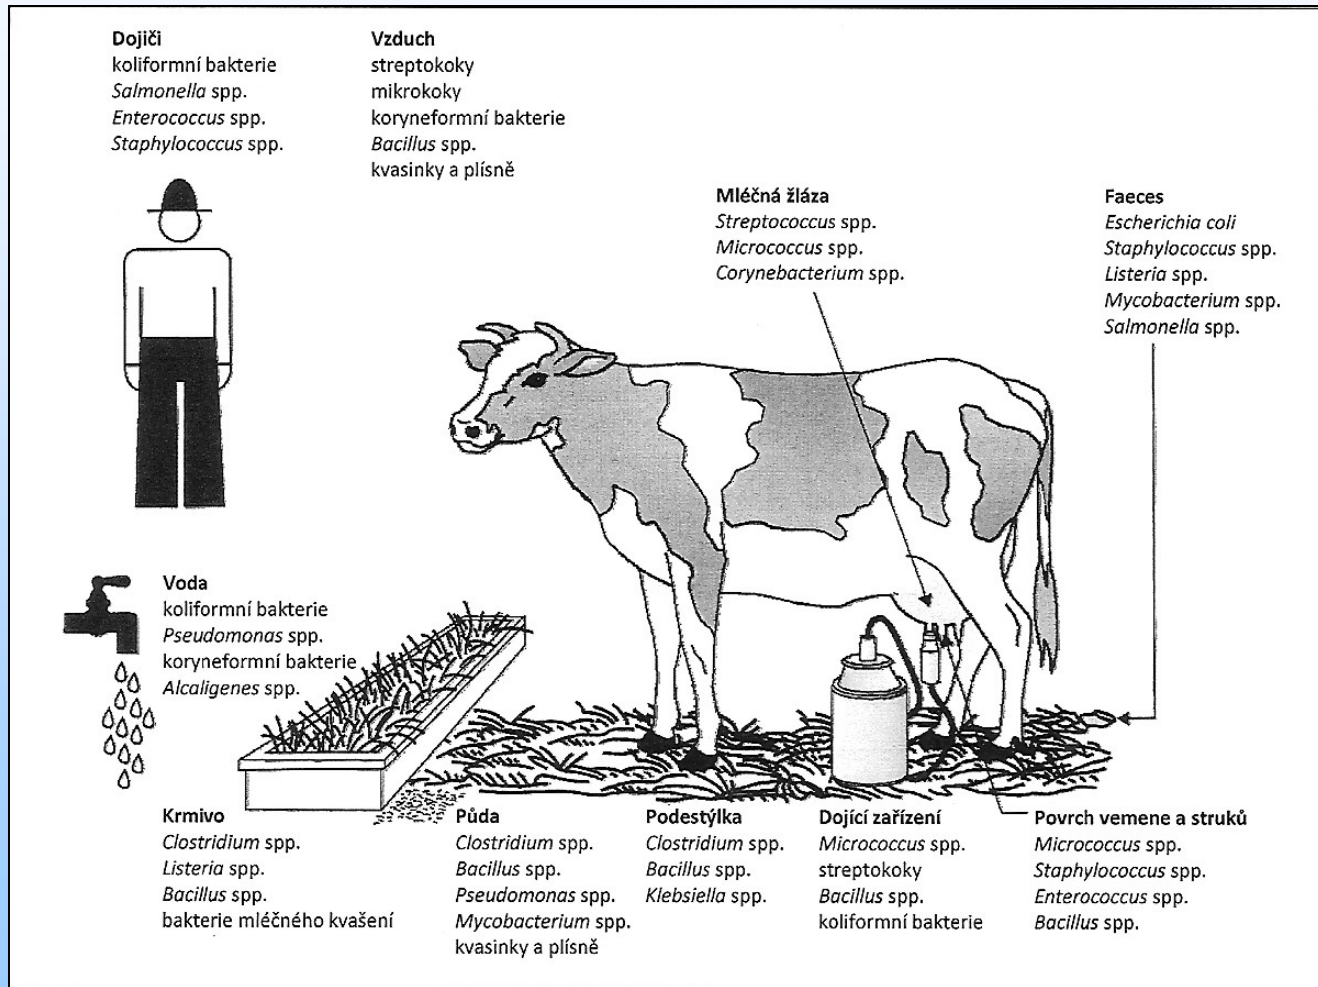 Dojiči
koliformní bakterie
Salmonella spp.
Enterococcus spp.
Staphylococcus spp.
Vzduch
streptokoky
mikrokoky
koryneformní bakterie
Bacillus spp.
kvasinky a plísně
Mléčná žláza
Streptococcus spp.
Micrococcus spp.
Corynebacterium spp.
Faeces
Escherichia coli
Staphylococcus spp.
Listeria spp.
Mycobacterium spp.
Salmonella spp.
Voda
koliformní bakterie
Pseudomonas spp.
koryneformní bakterie
Alcaligenes spp.
Krmivo
Clostridium spp.
Listeria spp.
Bacillus spp.
bakterie mléčného kvašení
Půda
Clostridium spp.
Bacillus spp.
Pseudomonas spp.
Mycobacterium spp.
kvasinky a plísně
Podestýlka
Clostridium spp.
Bacillus spp.
Klebsiella spp.
Dojící zařízení
Micrococcus spp.
streptokoky
Bacillus spp.
koliformní bakterie
Povrch vemene a struků
Micrococcus spp.
Staphylococcus spp.
Enterococcus spp.
Bacillus spp.